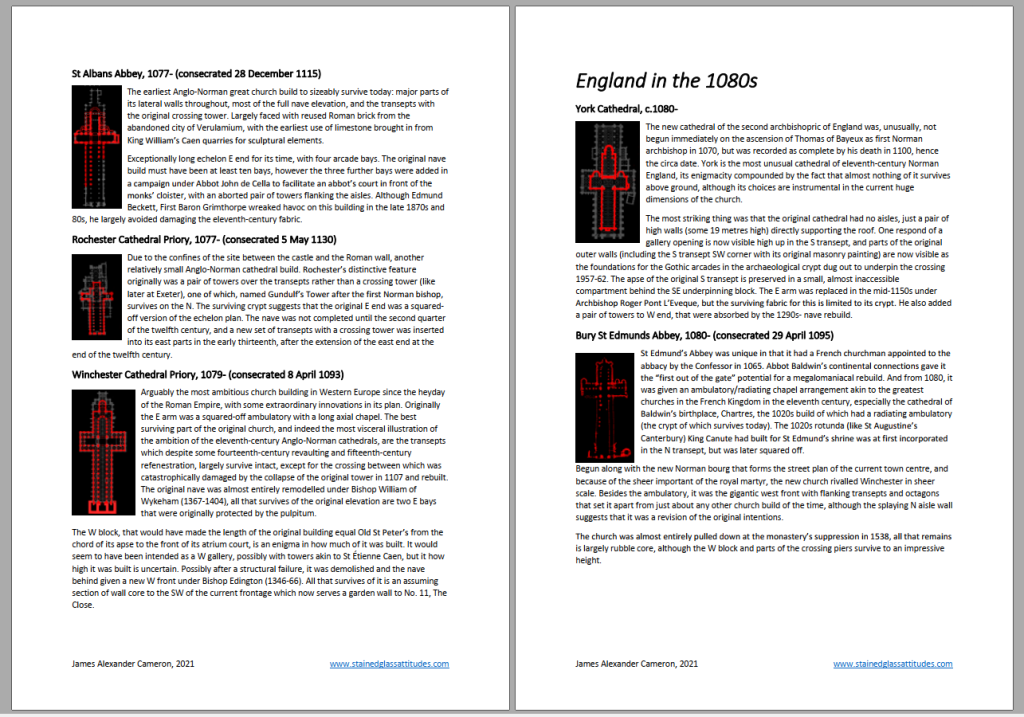 St Albans Abbey, 1077- (consecrated 28 December 1115)
The earliest Anglo-Norman great church build to sizeably survive today: major parts of
its lateral walls throughout, most of the full nave elevation, and the transepts with
the original crossing tower. Largely faced with reused Roman brick from the
abandoned city of Verulamium, with the earliest use of limestone brought in from
King William's Caen quarries for sculptural elements.
Exceptionally long echelon E end for its time, with four arcade bays. The original nave
build must have been at least ten bays, however the three further bays were added in
a campaign under Abbot John de Cella to facilitate an abbot's court in front of the
monks' cloister, with an aborted pair of towers flanking the aisles. Although Edmund
Beckett, First Baron Grimthorpe wreaked havoc on this building in the late 1870s and
80s, he largely avoided damaging the eleventh-century fabric.
Rochester Cathedral Priory, 1077- (consecrated 5 May 1130)
Due to the confines of the site between the castle and the Roman wall, another
relatively small Anglo-Norman cathedral build. Rochester's distinctive feature
originally was a pair of towers over the transepts rather than a crossing tower (like
later at Exeter), one of which, named Gundulf's Tower after the first Norman bishop,
survives on the N. The surviving crypt suggests that the original E end was a squared-
off version of the echelon plan. The nave was not completed until the second quarter
of the twelfth century, and a new set of transepts with a crossing tower was inserted
into its east parts in the early thirteenth, after the extension of the east end at the
end of the twelfth century.
Winchester Cathedral Priory, 1079- (consecrated 8 April 1093)
Arguably the most ambitious church building in Western Europe since the heyday
of the Roman Empire, with some extraordinary innovations in its plan. Originally
the E arm was a squared-off ambulatory with a long axial chapel. The best
surviving part of the original church, and indeed the most visceral illustration of
the ambition of the eleventh-century Anglo-Norman cathedrals, are the transepts
which despite some fourteenth-century revaulting and fifteenth-century
refenestration, largely survive intact, except for the crossing between which was
catastrophically damaged by the collapse of the original tower in 1107 and rebuilt.
The original nave was almost entirely remodelled under Bishop William of
Wykeham (1367-1404), all that survives of the original elevation are two E bays
that were originally protected by the pulpitum.
The W block, that would have made the length of the original building equal Old St Peter's from the
chord of its apse to the front of its atrium court, is an enigma in how much of it was built. It would
seem to have been intended as a W gallery, possibly with towers akin to St Étienne Caen, but it how
high it was built is uncertain. Possibly after a structural failure, it was demolished and the nave
behind given a new W front under Bishop Edington (1346-66). All that survives of it is an assuming
section of wall core to the SW of the current frontage which now serves a garden wall to No. 11, The
Close.
James Alexander Cameron, 2021
www.stainedglassattitudes.com
England in the 1080s
York Cathedral, c.1080-
The new cathedral of the second archbishopric of England was, unusually, not
begun immediately on the ascension of Thomas of Bayeux as first Norman
archbishop in 1070, but was recorded as complete by his death in 1100, hence
the circa date. York is the most unusual cathedral of eleventh-century Norman
England, its enigmacity compounded by the fact that almost nothing of it survives
above ground, although its choices are instrumental in the current huge
dimensions of the church.
The most striking thing was that the original cathedral had no aisles, just a pair of
high walls (some 19 metres high) directly supporting the roof. One respond of a
gallery opening is now visible high up in the S transept, and parts of the original
outer walls (including the S transept SW corner with its original masonry painting) are now visible as
the foundations for the Gothic arcades in the archaeological crypt dug out to underpin the crossing
1957-62. The apse of the original S transept is preserved in a small, almost inaccessible
compartment behind the SE underpinning block. The E arm was replaced in the mid-1150s under
Archbishop Roger Pont L'Eveque, but the surviving fabric for this is limited to its crypt. He also added
a pair of towers to W end, that were absorbed by the 1290s- nave rebuild.
Bury St Edmunds Abbey, 1080- (consecrated 29 April 1095)
St Edmund's Abbey was unique in that it had a French churchman appointed to the
abbacy by the Confessor in 1065. Abbot Baldwin's continental connections gave it
the "first out of the gate" potential for a megalomaniacal rebuild. And from 1080, it
was given an ambulatory/radiating chapel arrangement akin to the greatest
churches in the French Kingdom in the eleventh century, especially the cathedral of
Baldwin's birthplace, Chartres, the 1020s build of which had a radiating ambulatory
(the crypt of which survives today). The 1020s rotunda (like St Augustine's
Canterbury) King Canute had built for St Edmund's shrine was at first incorporated
in the N transept, but was later squared off.
Begun along with the new Norman bourg that forms the street plan of the current town centre, and
because of the sheer important of the royal martyr, the new church rivalled Winchester in sheer
scale. Besides the ambulatory, it was the gigantic west front with flanking transepts and octagons
that set it apart from just about any other church build of the time, although the splaying N aisle wall
suggests that it was a revision of the original intentions.
The church was almost entirely pulled down at the monastery's suppression in 1538, all that remains
is largely rubble core, although the W block and parts of the crossing piers survive to an impressive
height.
James Alexander Cameron, 2021
www.stainedglassattitudes.com